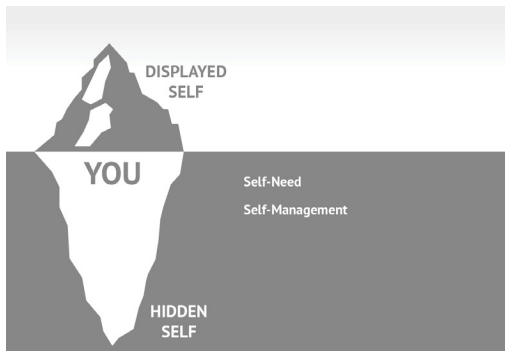 DISPLAYED
SELF
YOU
Self-Need
Self-Management
HIDDEN
SELF